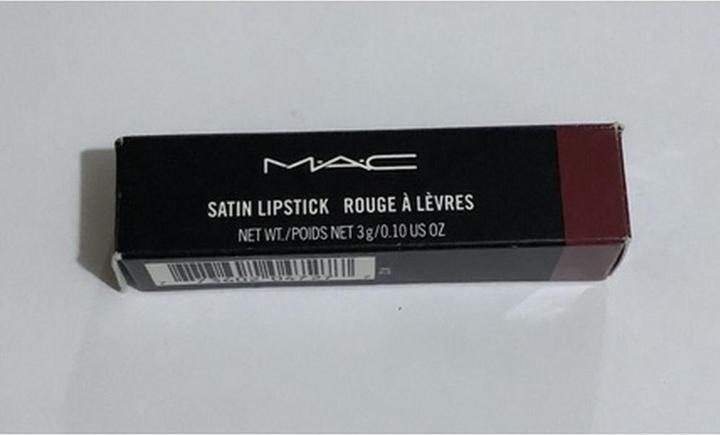 M·A·C
SATIN LIPSTICK ROUGE À LÈVRES
NET WT./POIDS NET 3 g/0.10 US OZ